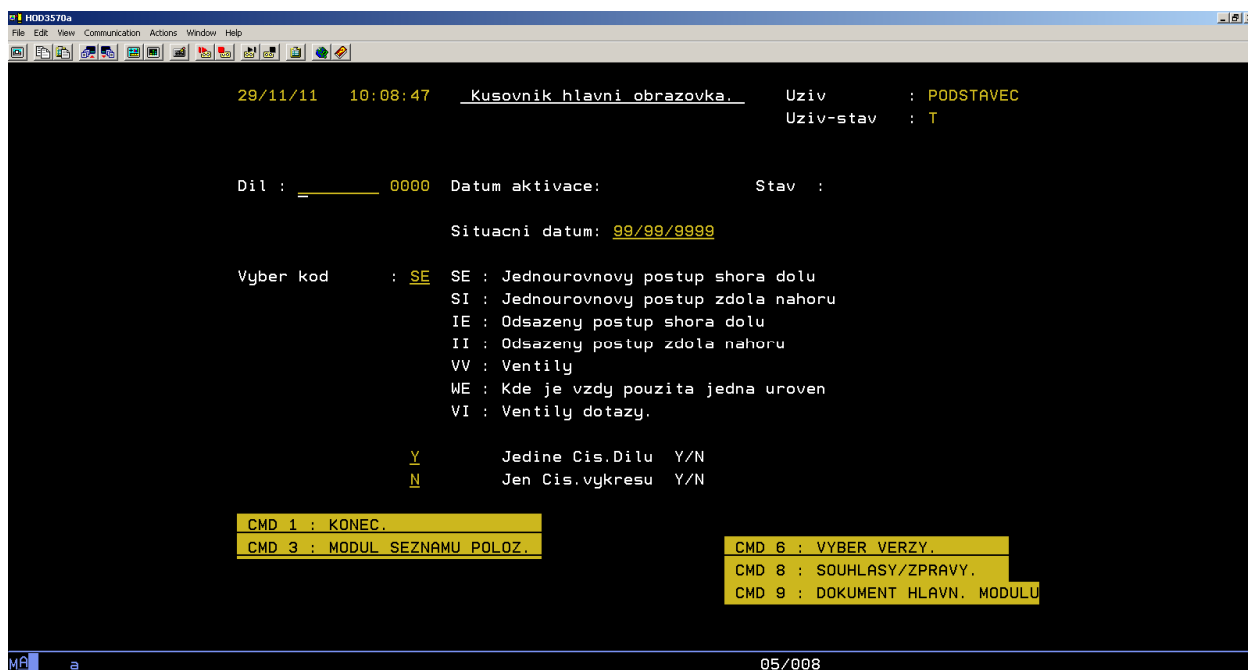 HOD3570a
File Edit View Communication Actions Window Help
29/11/11 10:08:47 Kusovnik hlavni obrazovka. Uziv : PODSTAVEC
Uziv-stav : T
Dil : ________ 0000 Datum aktivace: Stav :
Situacni datum: 99/99/9999
Vyber kod : SE SE : Jednourovnovy postup shora dolu
SI : Jednourovnovy postup zdola nahoru
IE : Odsazeny postup shora dolu
II : Odsazeny postup zdola nahoru
VV : Ventily
WE : Kde je vzdy pouzita jedna uroven
VI : Ventily dotazy.
Y Jedine Cis.Dilu Y/N
N Jen Cis.vykresu Y/N
CMD 1 : KONEC.
CMD 3 : MODUL SEZNAMU POLOZ.
CMD 6 : VYBER VERZY.
CMD 8 : SOUHLASY/ZPRAVY.
CMD 9 : DOKUMENT HLAVN. MODULU
MA a 05/008